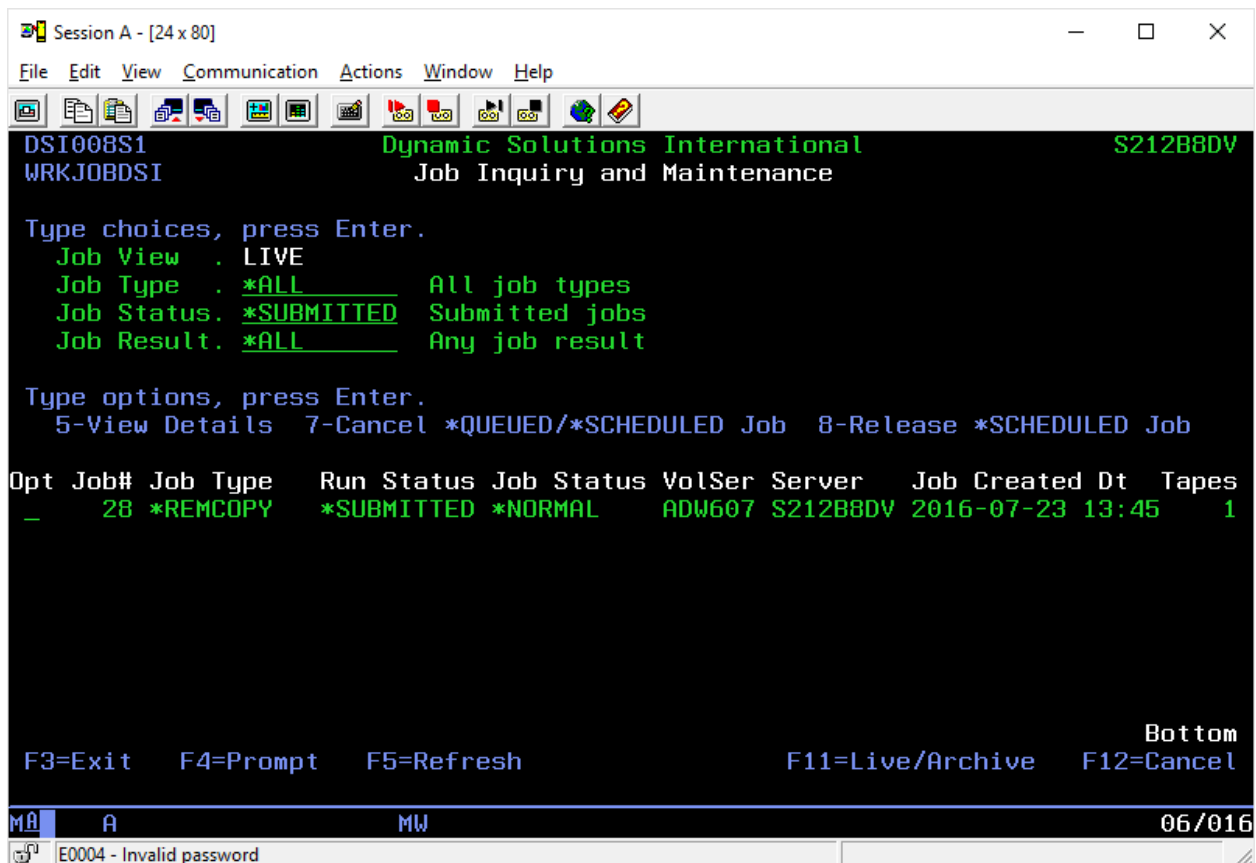 Session A - [24 x 80]
File Edit View Communication Actions Window Help
DSI008S1 Dynamic Solutions International S212B8DV
WRKJOBDSI Job Inquiry and Maintenance
Type choices, press Enter.
Job View . LIVE
Job Type . *ALL All job types
Job Status. *SUBMITTED Submitted jobs
Job Result. *ALL Any job result
Type options, press Enter.
5-View Details 7-Cancel *QUEUED/*SCHEDULED Job 8-Release *SCHEDULED Job
Opt Job# Job Type Run Status Job Status VolSer Server Job Created Dt Tapes
_ 28 *REMCOPY *SUBMITTED *NORMAL ADW607 S212B8DV 2016-07-23 13:45 1
Bottom
F3=Exit F4=Prompt F5=Refresh F11=Live/Archive F12=Cancel
MA A MW 06/016
E0004 - Invalid password